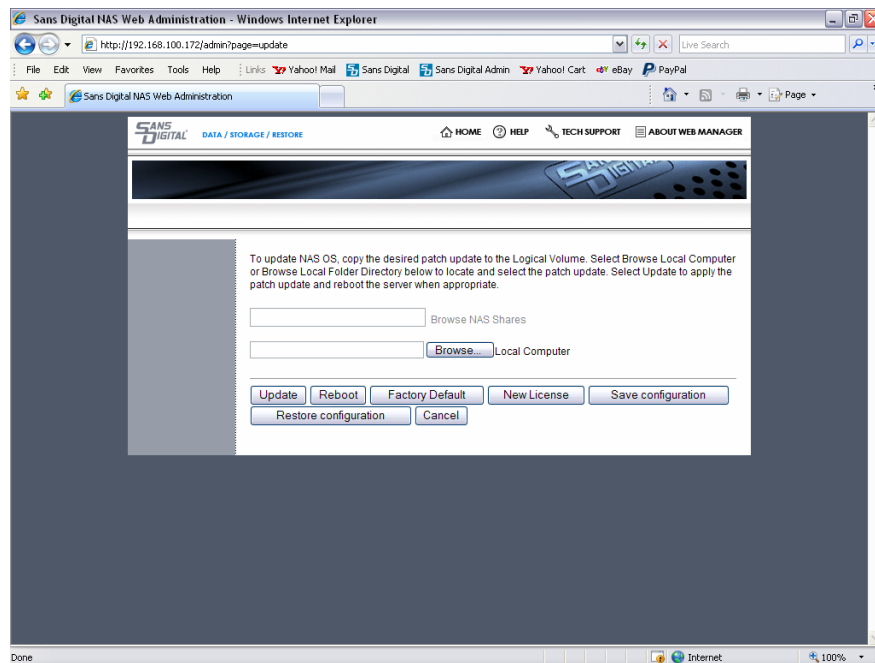 Sans Digital NAS Web Administration - Windows Internet Explorer
http://192.168.100.172/admin?page=update
Live Search
File Edit View Favorites Tools Help Links Yahoo! Mail Sans Digital Sans Digital Admin Yahoo! Cart eBay PayPal
Sans Digital NAS Web Administration
Page
SANS DIGITAL DATA / STORAGE / RESTORE HOME HELP TECH SUPPORT ABOUT WEB MANAGER
SANS
DIGITAL
To update NAS OS, copy the desired patch update to the Logical Volume. Select Browse Local Computer
or Browse Local Folder Directory below to locate and select the patch update. Select Update to apply the
patch update and reboot the server when appropriate.
Browse NAS Shares
Browse... Local Computer
Update Reboot Factory Default New License Save configuration
Restore configuration Cancel
Done Internet 100%